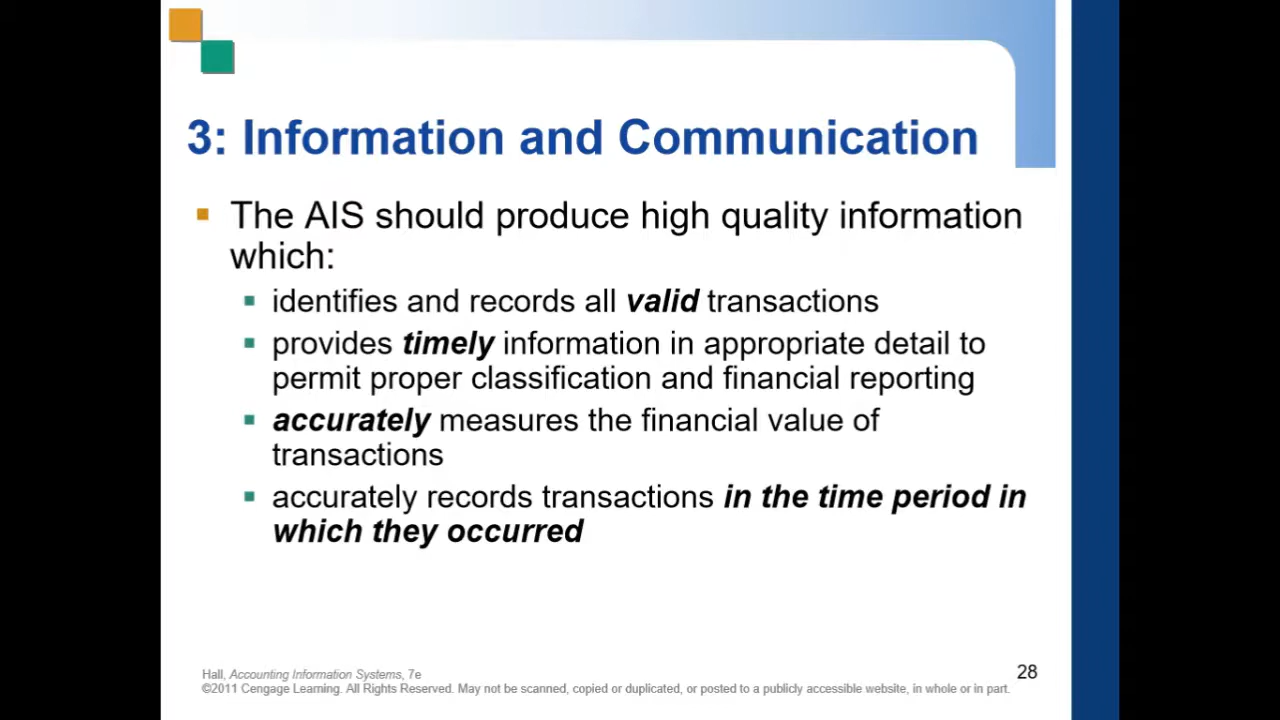 3: Information and Communication
The AIS should produce high quality information
which:
identifies and records all valid transactions
provides timely information in appropriate detail to
permit proper classification and financial reporting
accurately measures the financial value of
transactions
accurately records transactions in the time period in
which they occurred
Hall, Accounting Information Systems, 7e
©2011 Cengage Learning. All Rights Reserved. May not be scanned, copied or duplicated, or posted to a publicly accessible website, in whole or in part.
28